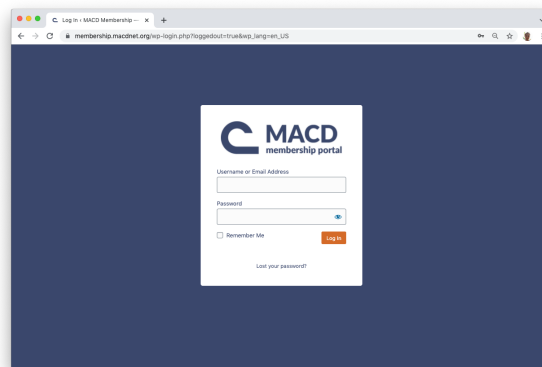 Log In ‹ MACD Membership —
membership.macdnet.org/wp-login.php?loggedout=true&wp_lang=en_US
MACD
membership portal
Username or Email Address
Password
Remember Me
Log In
Lost your password?